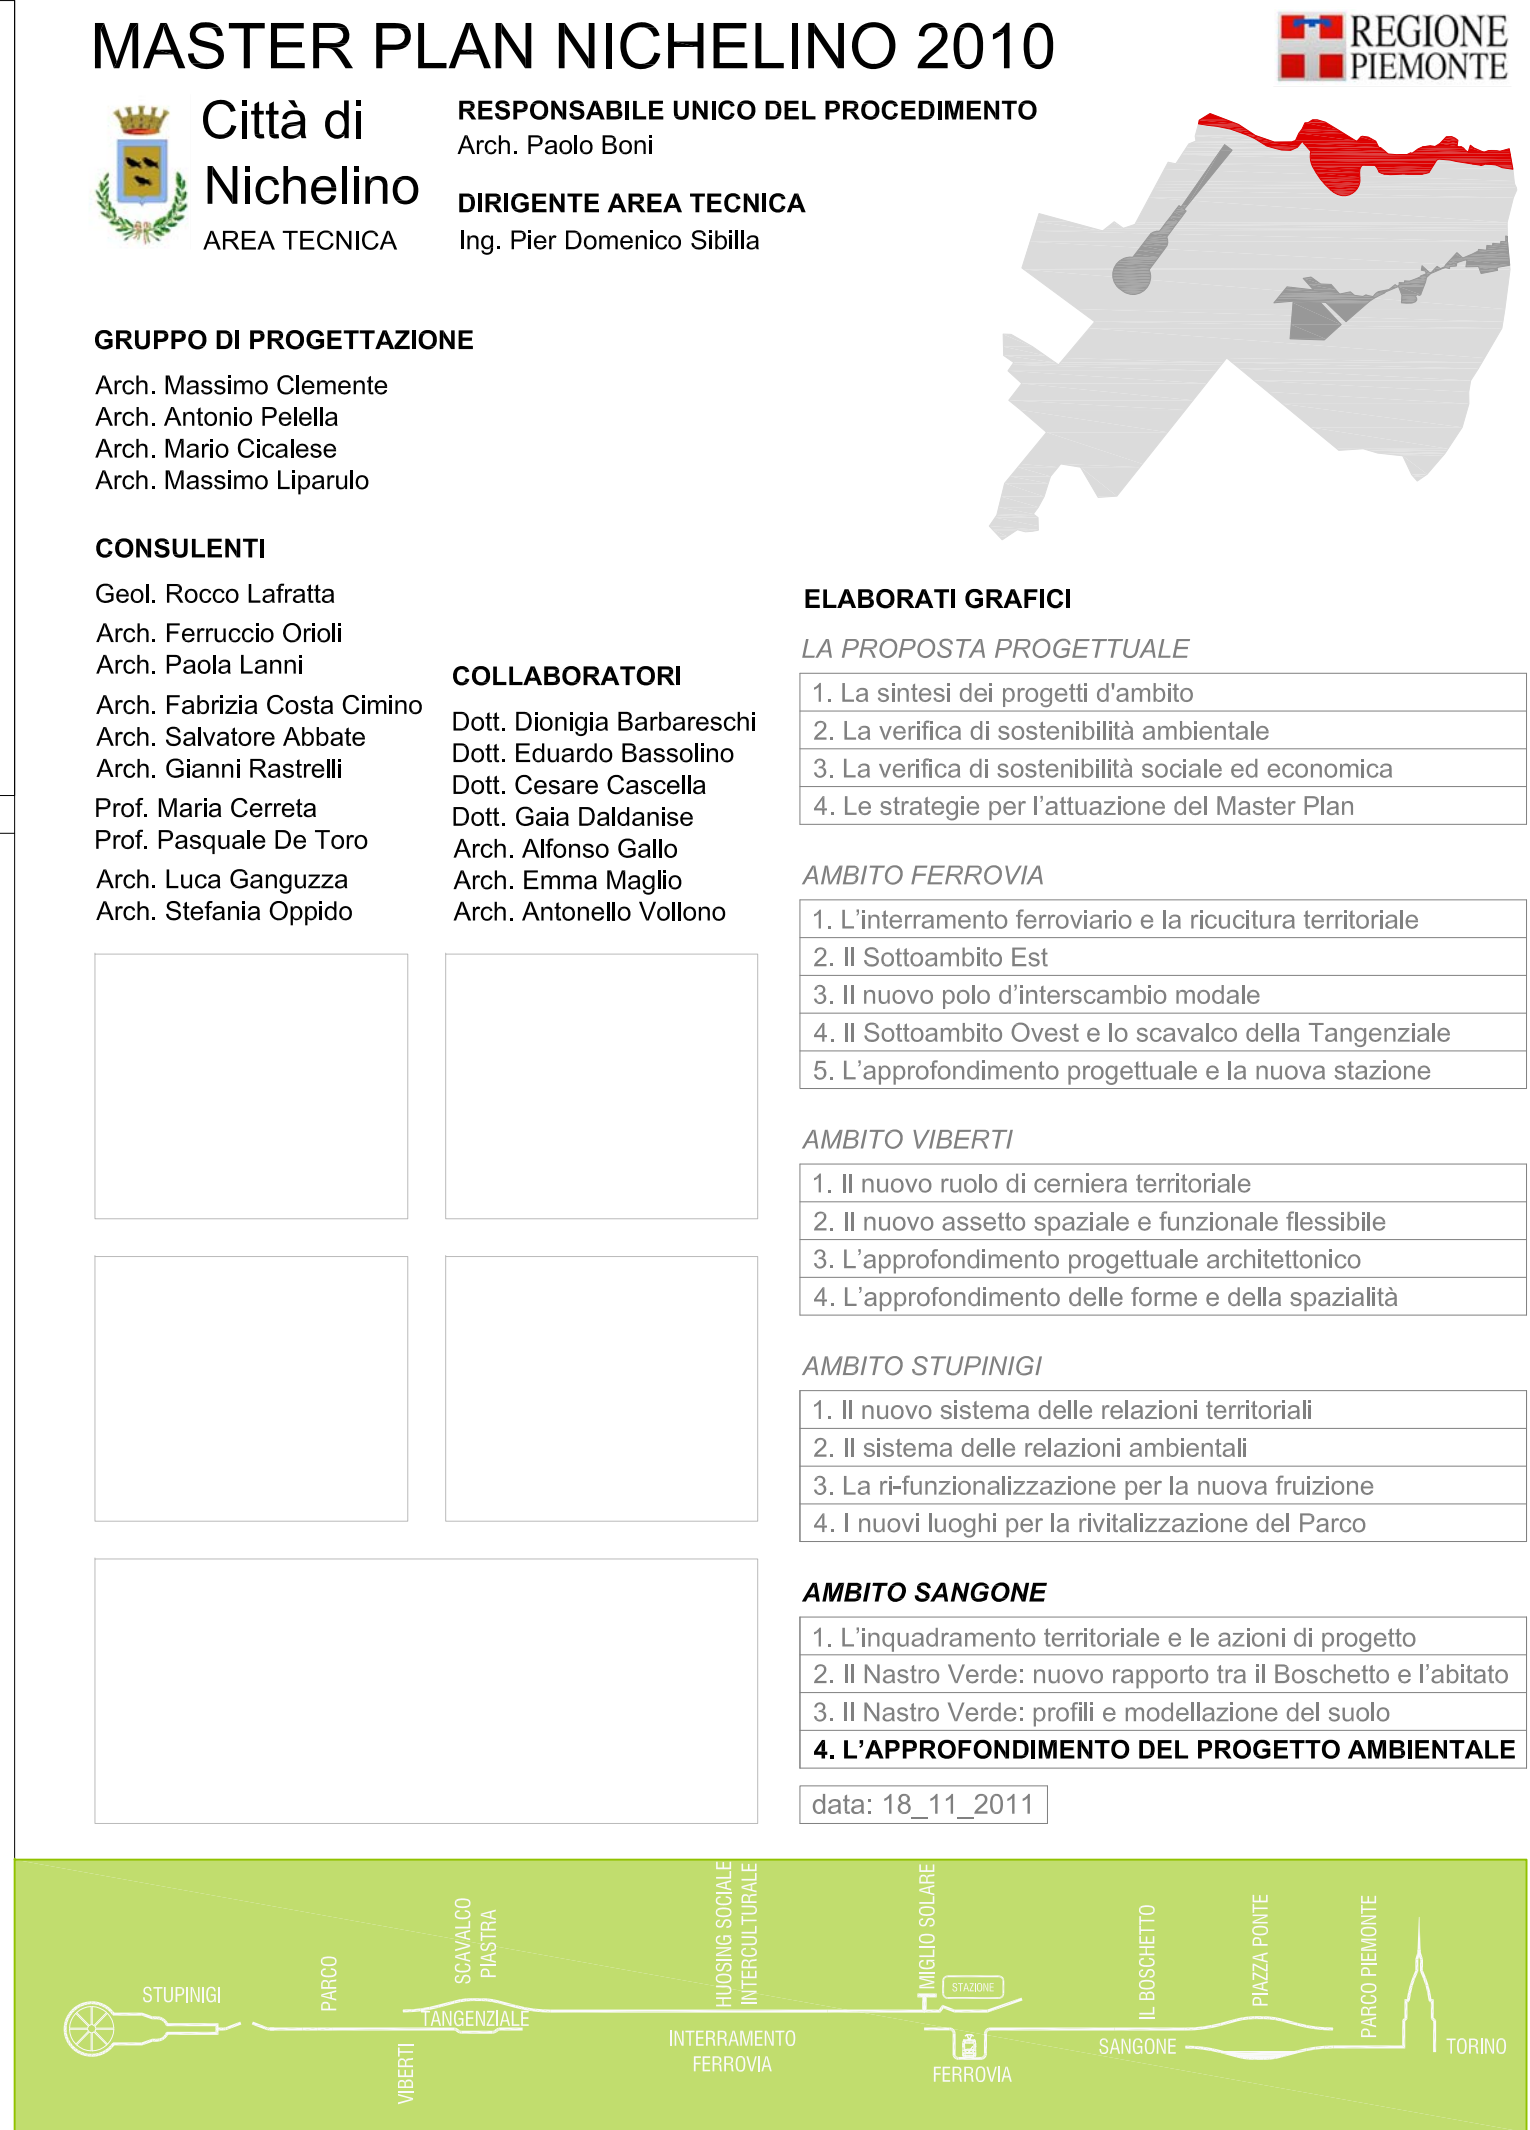 MASTER PLAN NICHELINO 2010
REGIONE
PIEMONTE
Città di
Nichelino
AREA TECNICA
RESPONSABILE UNICO DEL PROCEDIMENTO
Arch. Paolo Boni
DIRIGENTE AREA TECNICA
Ing. Pier Domenico Sibilla
GRUPPO DI PROGETTAZIONE
Arch. Massimo Clemente
Arch. Antonio Pelella
Arch. Mario Cicalese
Arch. Massimo Liparulo
CONSULENTI
Geol. Rocco Lafratta
Arch. Ferruccio Orioli
Arch. Paola Lanni
Arch. Fabrizia Costa Cimino
Arch. Salvatore Abbate
Arch. Gianni Rastrelli
Prof. Maria Cerreta
Prof. Pasquale De Toro
Arch. Luca Ganguzza
Arch. Stefania Oppido
COLLABORATORI
Dott. Dionigia Barbareschi
Dott. Eduardo Bassolino
Dott. Cesare Cascella
Dott. Gaia Daldanise
Arch. Alfonso Gallo
Arch. Emma Maglio
Arch. Antonello Vollono
ELABORATI GRAFICI
LA PROPOSTA PROGETTUALE
1. La sintesi dei progetti d'ambito
2. La verifica di sostenibilità ambientale
3. La verifica di sostenibilità sociale ed economica
4. Le strategie per l’attuazione del Master Plan
AMBITO FERROVIA
1. L’interramento ferroviario e la ricucitura territoriale
2. Il Sottoambito Est
3. Il nuovo polo d’interscambio modale
4. Il Sottoambito Ovest e lo scavalco della Tangenziale
5. L’approfondimento progettuale e la nuova stazione
AMBITO VIBERTI
1. Il nuovo ruolo di cerniera territoriale
2. Il nuovo assetto spaziale e funzionale flessibile
3. L’approfondimento progettuale architettonico
4. L’approfondimento delle forme e della spazialità
AMBITO STUPINIGI
1. Il nuovo sistema delle relazioni territoriali
2. Il sistema delle relazioni ambientali
3. La ri-funzionalizzazione per la nuova fruizione
4. I nuovi luoghi per la rivitalizzazione del Parco
AMBITO SANGONE
1. L’inquadramento territoriale e le azioni di progetto
2. Il Nastro Verde: nuovo rapporto tra il Boschetto e l’abitato
3. Il Nastro Verde: profili e modellazione del suolo
4. L’APPROFONDIMENTO DEL PROGETTO AMBIENTALE
data: 18_11_2011
STUPINIGI
PARCO
VIBERTI
SCAVALCO
PIASTRA
TANGENZIALE
HUOSING SOCIALE
INTERCULTURALE
INTERRAMENTO
FERROVIA
MIGLIO SOLARE
STAZIONE
FERROVIA
IL BOSCHETTO
SANGONE
PIAZZA PONTE
PARCO PIEMONTE
TORINO